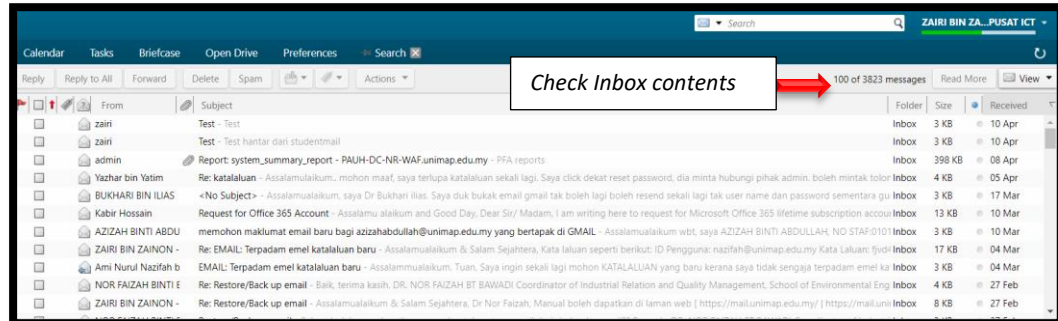 Search ZAIRI BIN ZA...PUSAT ICT
Calendar Tasks Briefcase Open Drive Preferences Search
Reply Reply to All Forward Delete Spam Actions Check Inbox contents 100 of 3823 messages Read More View
From Subject Folder Size Received
zairi Test - Test Inbox 3 KB 10 Apr
zairi Test - Test hantar dari studentmail Inbox 3 KB 10 Apr
admin Report: system_summary_report - PAUH-DC-NR-WAF.unimap.edu.my - PFA reports Inbox 398 KB 08 Apr
Yazhar bin Yatim Re: katalaluan - Assalamulaikum.. mohon maaf, saya terlupa katalaluan sekali lagi. Saya click dekat reset password, dia minta hubungi pihak admin. boleh mintak tolor Inbox 4 KB 05 Apr
BUKHARI BIN ILIAS <No Subject> - Assalamuaikum, saya Dr Bukhari ilias. Saya duk bukak email gmail tak boleh lagi boleh resend sekali lagi tak user name dan password sementara gu Inbox 3 KB 17 Mar
Kabir Hossain Request for Office 365 Account - Assalamu alaikum and Good Day, Dear Sir/ Madam, I am writing here to request for Microsoft Office 365 lifetime subscription accour Inbox 13 KB 10 Mar
AZIZAH BINTI ABDU memohon maklumat email baru bagi azizahabdullah@unimap.edu.my yang bertapak di GMAIL - Assalamuaikum wbt, saya AZIZAH BINTI ABDULLAH, NO STAF:0101 Inbox 3 KB 10 Mar
ZAIRI BIN ZAINON - Re: EMAIL: Terpadam emel katalaluan baru - Assalamualaikum & Salam Sejahtera, Kata laluan seperti berikut: ID Pengguna: nazifah@unimap.edu.my Kata Laluan: Inbox 17 KB 04 Mar
Ami Nurul Nazifah b EMAIL: Terpadam emel katalaluan baru - Assalammualaikum. Tuan, Saya ingin sekali lagi mohon KATALALUAN yang baru kerana saya tidak sengaja terpadam emel ka Inbox 3 KB 04 Mar
NOR FAIZAH BINTI E Re: Restore/Back up email - Baik, terima kasih, DR. NOR FAIZAH BT BAWADI Coordinator of Industrial Relation and Quality Management, School of Environmental Eng Inbox 4 KB 27 Feb
ZAIRI BIN ZAINON - Re: Restore/Back up email - Assalamualaikum & Salam Sejahtera, Dr Nor Faizah, Manual boleh dapatkan di laman web [ https://mail.unimap.edu.my/ | https://mail.uni Inbox 8 KB 27 Feb